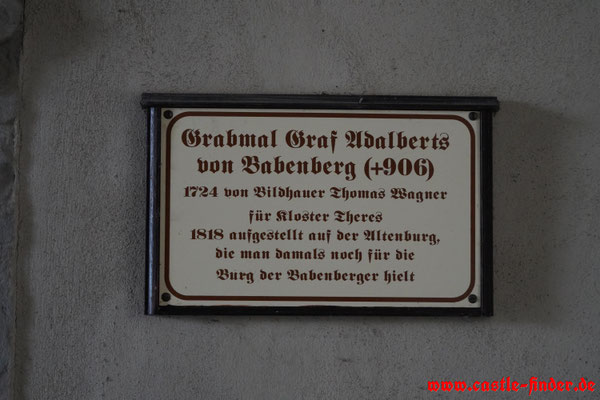 Grabmal Graf Adalberts
von Babenberg (+906)
1724 von Bildhauer Thomas Wagner
für Kloster Theres
1818 aufgestellt auf der Altenburg,
die man damals noch für die
Burg der Babenberger hielt
www.castle-finder.de